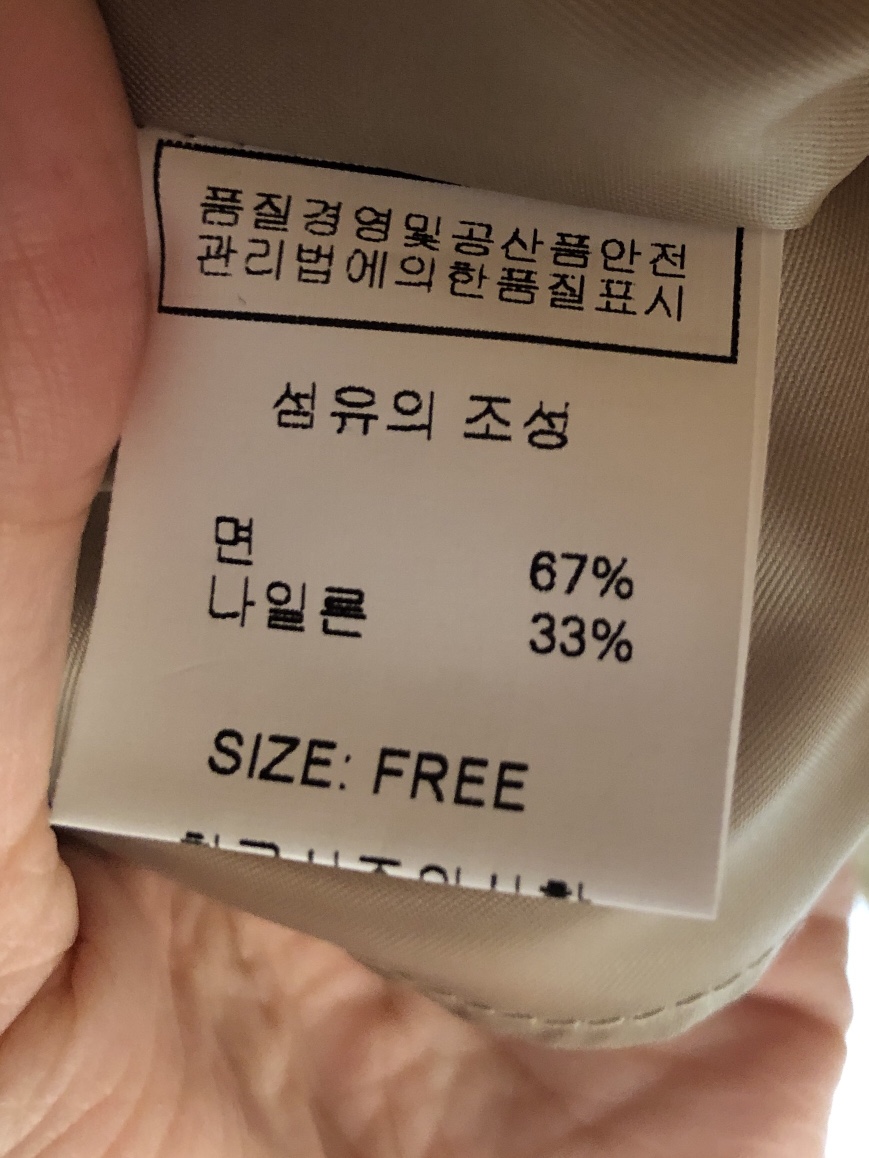 품질경영및공산품안전
관리법에의한품질표시
섬유의 조성
면 67%
나일론 33%
SIZE: FREE